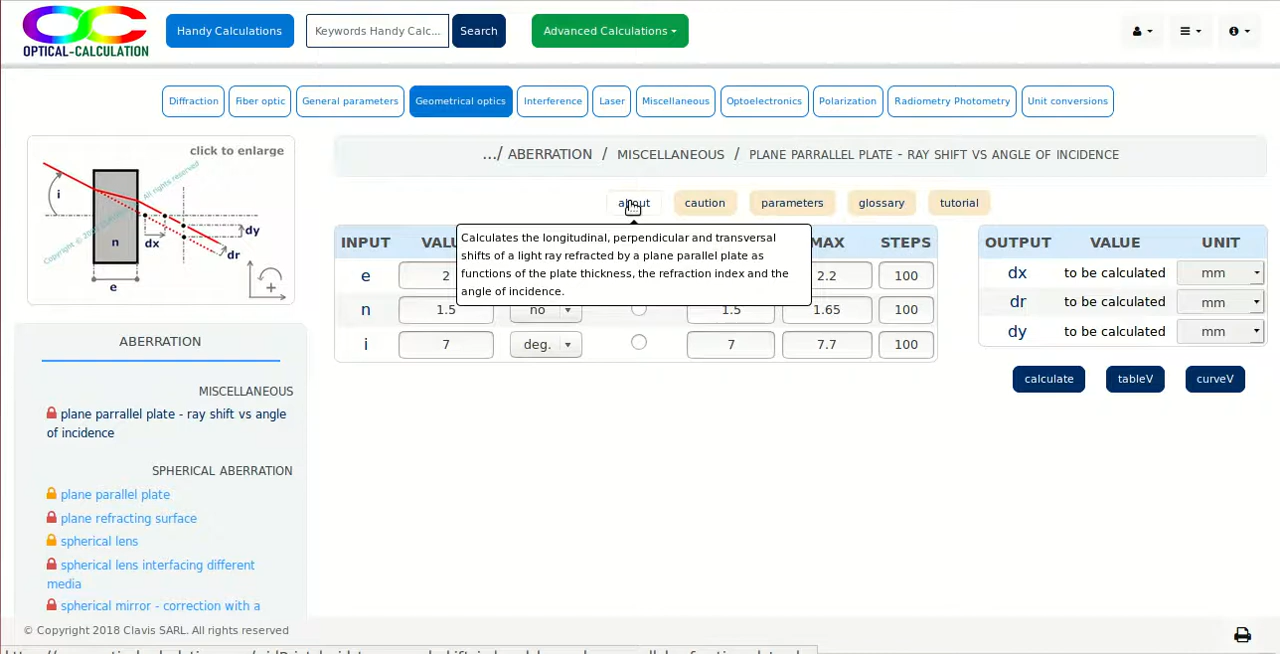 OPTICAL-CALCULATION
Handy Calculations
Keywords Handy Calc...
Search
Advanced Calculations
Diffraction
Fiber optic
General parameters
Geometrical optics
Interference
Laser
Miscellaneous
Optoelectronics
Polarization
Radiometry Photometry
Unit conversions
click to enlarge
All rights reserved
i
n
dx
dy
dr
e
.../ ABERRATION / MISCELLANEOUS / PLANE PARRALLEL PLATE - RAY SHIFT VS ANGLE OF INCIDENCE
about
caution
parameters
glossary
tutorial
Calculates the longitudinal, perpendicular and transversal
shifts of a light ray refracted by a plane parallel plate as
functions of the plate thickness, the refraction index and the
angle of incidence.
INPUT MAX STEPS
e 2 2.2 100
n 1.5 no 1.5 1.65 100
i 7 deg. 7 7.7 100
OUTPUT VALUE UNIT
dx to be calculated mm
dr to be calculated mm
dy to be calculated mm
calculate
tableV
curveV
ABERRATION
MISCELLANEOUS
plane parrallel plate - ray shift vs angle
of incidence
SPHERICAL ABERRATION
plane parallel plate
plane refracting surface
spherical lens
spherical lens interfacing different
media
spherical mirror - correction with a
© Copyright 2018 Clavis SARL. All rights reserved